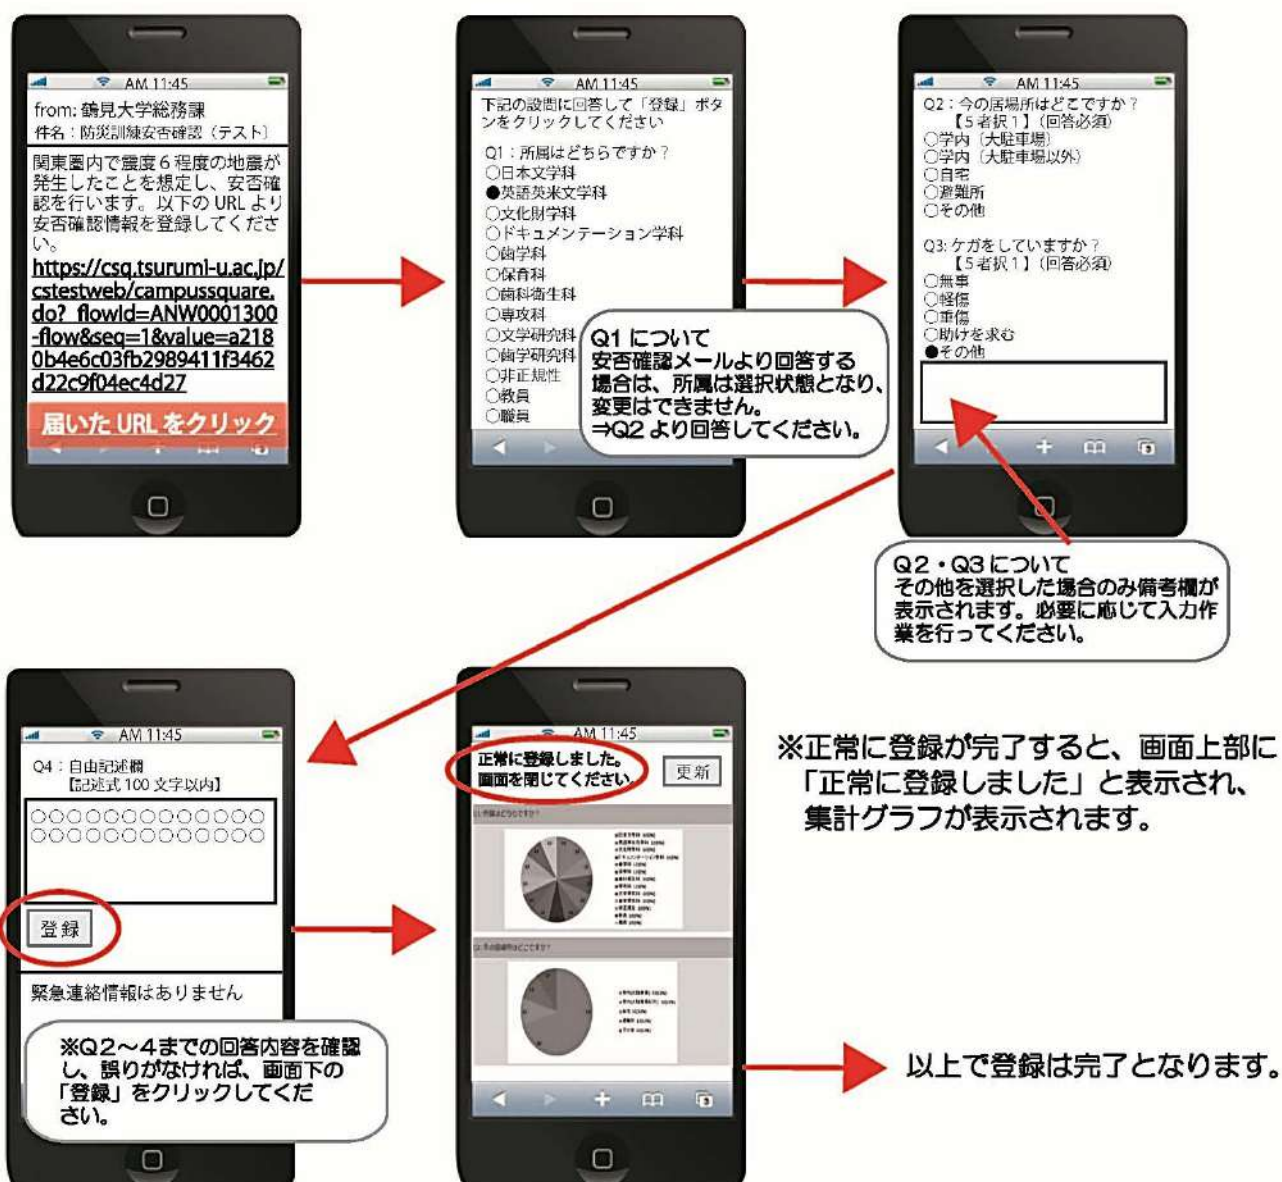 AM 11:45
from: 鶴見大学総務課
件名：防災訓練安否確認（テスト）
関東圏内で震度６程度の地震が
発生したことを想定し、安否確
認を行います。以下の URL より
安否確認情報を登録してくださ
い。
https://csq.tsurumi-u.ac.jp/
cstestweb/campussquare.
do?_flowId=ANW0001300
-flow&seq=1&value=a218
0b4e6c03fb2989411f3462
d22c9f04ec4d27
届いた URL をクリック
AM 11:45
下記の設問に回答して「登録」ボタ
ンをクリックしてください
Q1：所属はどちらですか？
○日本文学科
●英語英米文学科
○文化財学科
○ドキュメンテーション学科
○歯学科
○保育科
○歯科衛生科
○専攻科
○文学研究科
○歯学研究科
○非正規性
○教員
○職員
Q1 について
安否確認メールより回答する
場合は、所属は選択状態となり、
変更はできません。
⇒Q2 より回答してください。
AM 11:45
Q2：今の居場所はどこですか？
【５者択１】（回答必須）
○学内（大駐車場）
○学内（大駐車場以外）
○自宅
○避難所
○その他
Q3: ケガをしていますか？
【５者択１】（回答必須）
○無事
○軽傷
○重傷
○助けを求む
●その他
Q２・Q３について
その他を選択した場合のみ備考欄が
表示されます。必要に応じて入力作
業を行ってください。
AM 11:45
Q4：自由記述欄
【記述式 100 文字以内】
○○○○○○○○○○○○○
○○○○○○○○○○○○○
登録
緊急連絡情報はありません
※Q２〜４までの回答内容を確認
し、誤りがなければ、画面下の
「登録」をクリックしてくだ
さい。
AM 11:45
正常に登録しました。
画面を閉じてください。
更新
※正常に登録が完了すると、画面上部に
「正常に登録しました」と表示され、
集計グラフが表示されます。
以上で登録は完了となります。